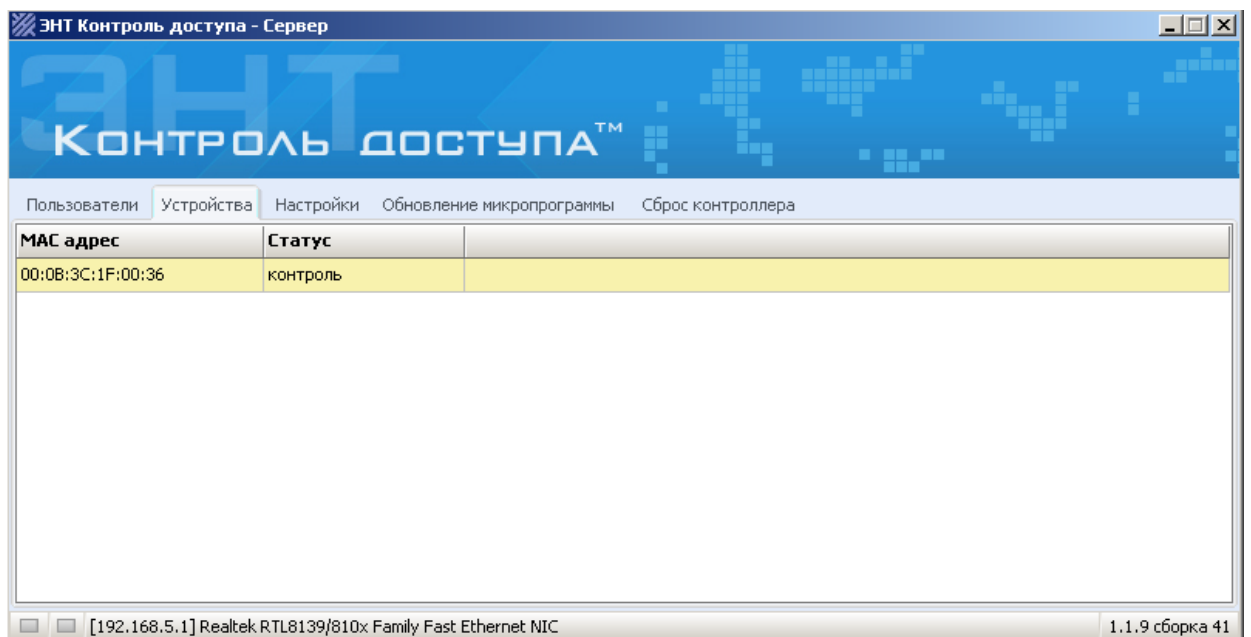 ЭНТ Контроль доступа - Сервер
ЭНТ
Контроль доступа™
Пользователи Устройства Настройки Обновление микропрограммы Сброс контроллера
MAC адрес Статус
00:0B:3C:1F:00:36 контроль
[192.168.5.1] Realtek RTL8139/810x Family Fast Ethernet NIC 1.1.9 сборка 41